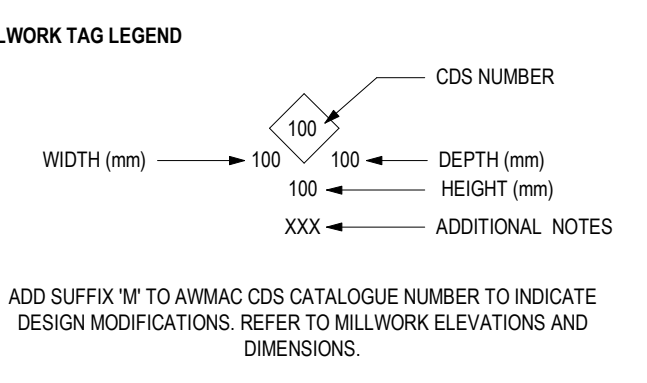 LWORK TAG LEGEND
CDS NUMBER
100
WIDTH (mm) 100 100 DEPTH (mm)
100 HEIGHT (mm)
XXX ADDITIONAL NOTES
ADD SUFFIX 'M' TO AWMAC CDS CATALOGUE NUMBER TO INDICATE
DESIGN MODIFICATIONS. REFER TO MILLWORK ELEVATIONS AND
DIMENSIONS.